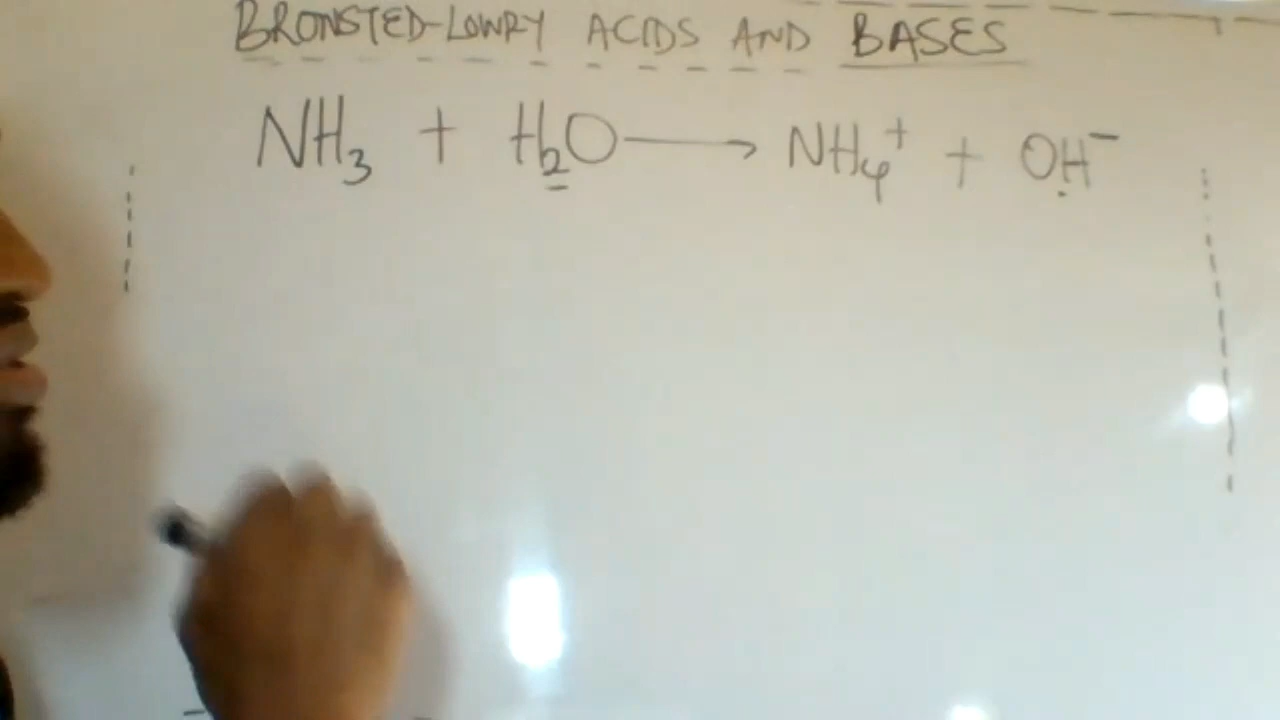 BRONSTED-LOWRY ACIDS AND BASES
NH₃ + H₂O ⟶ NH₄⁺ + OH⁻